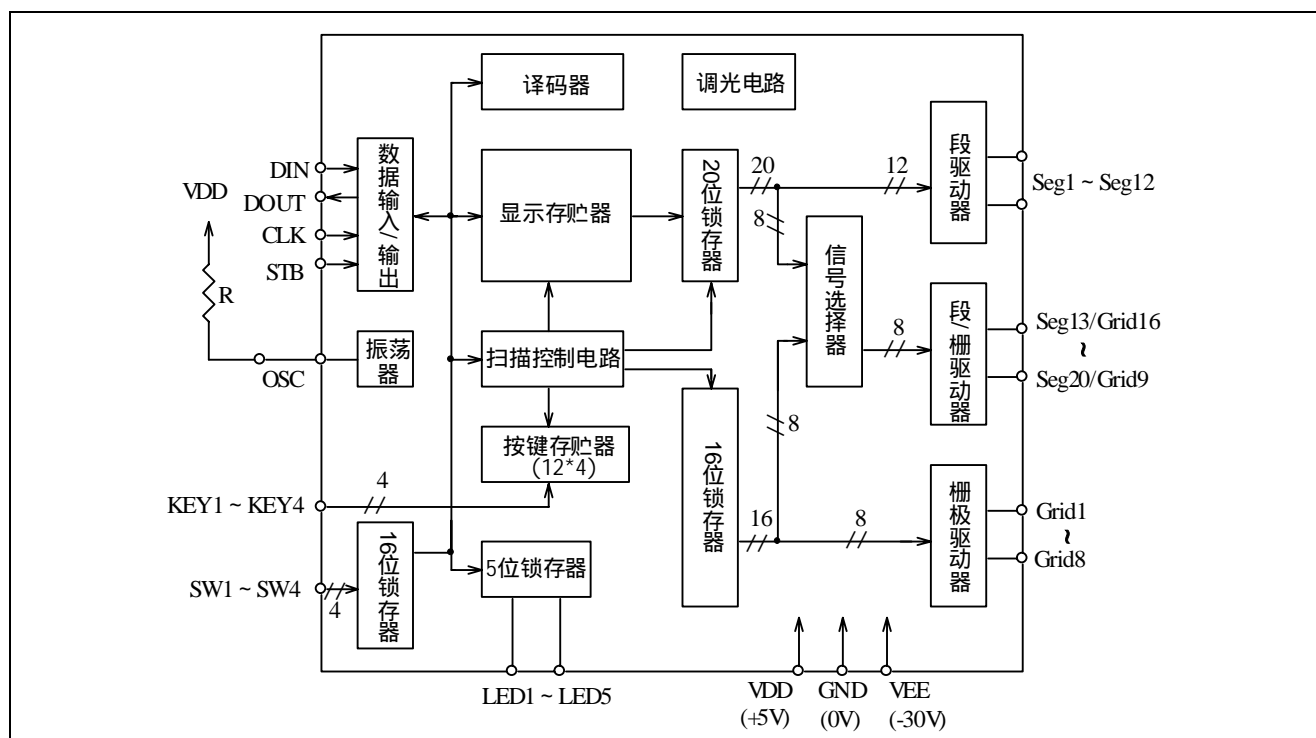 译码器
调光电路
DIN
DOUT
CLK
STB
VDD
R
OSC
数据输入/输出
振荡器
显示存贮器
扫描控制电路
按键存贮器
(12*4)
KEY1 ~ KEY4
4
SW1 ~ SW4
4
16位锁存器
5位锁存器
LED1 ~ LED5
20位锁存器
16位锁存器
20
12
8
8
8
16
8
信号选择器
段驱动器
段/栅驱动器
栅极驱动器
Seg1 ~ Seg12
Seg13/Grid16
~
Seg20/Grid9
Grid1
~
Grid8
VDD
(+5V)
GND
(0V)
VEE
(-30V)